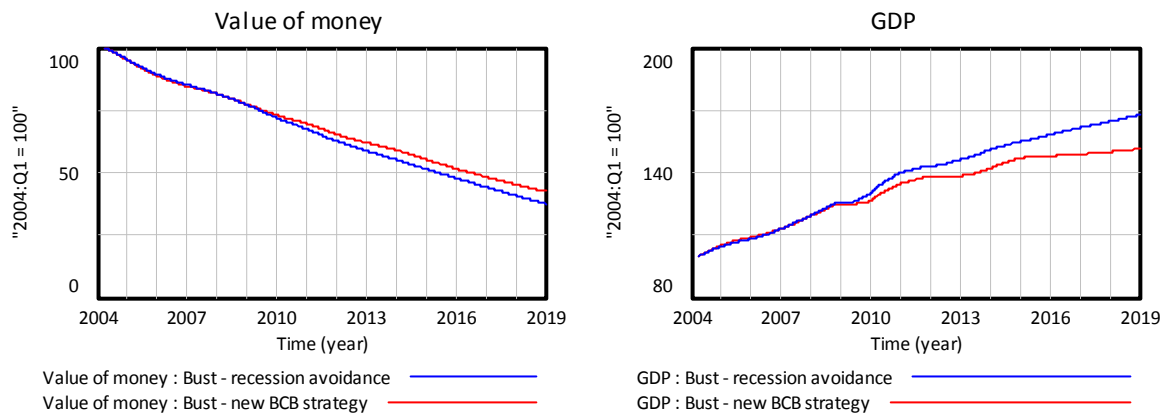 Value of money
100
50
0
"2004:Q1 = 100"
2004 2007 2010 2013 2016 2019
Time (year)
Value of money : Bust - recession avoidance
Value of money : Bust - new BCB strategy
GDP
200
140
80
"2004:Q1 = 100"
2004 2007 2010 2013 2016 2019
Time (year)
GDP : Bust - recession avoidance
GDP : Bust - new BCB strategy